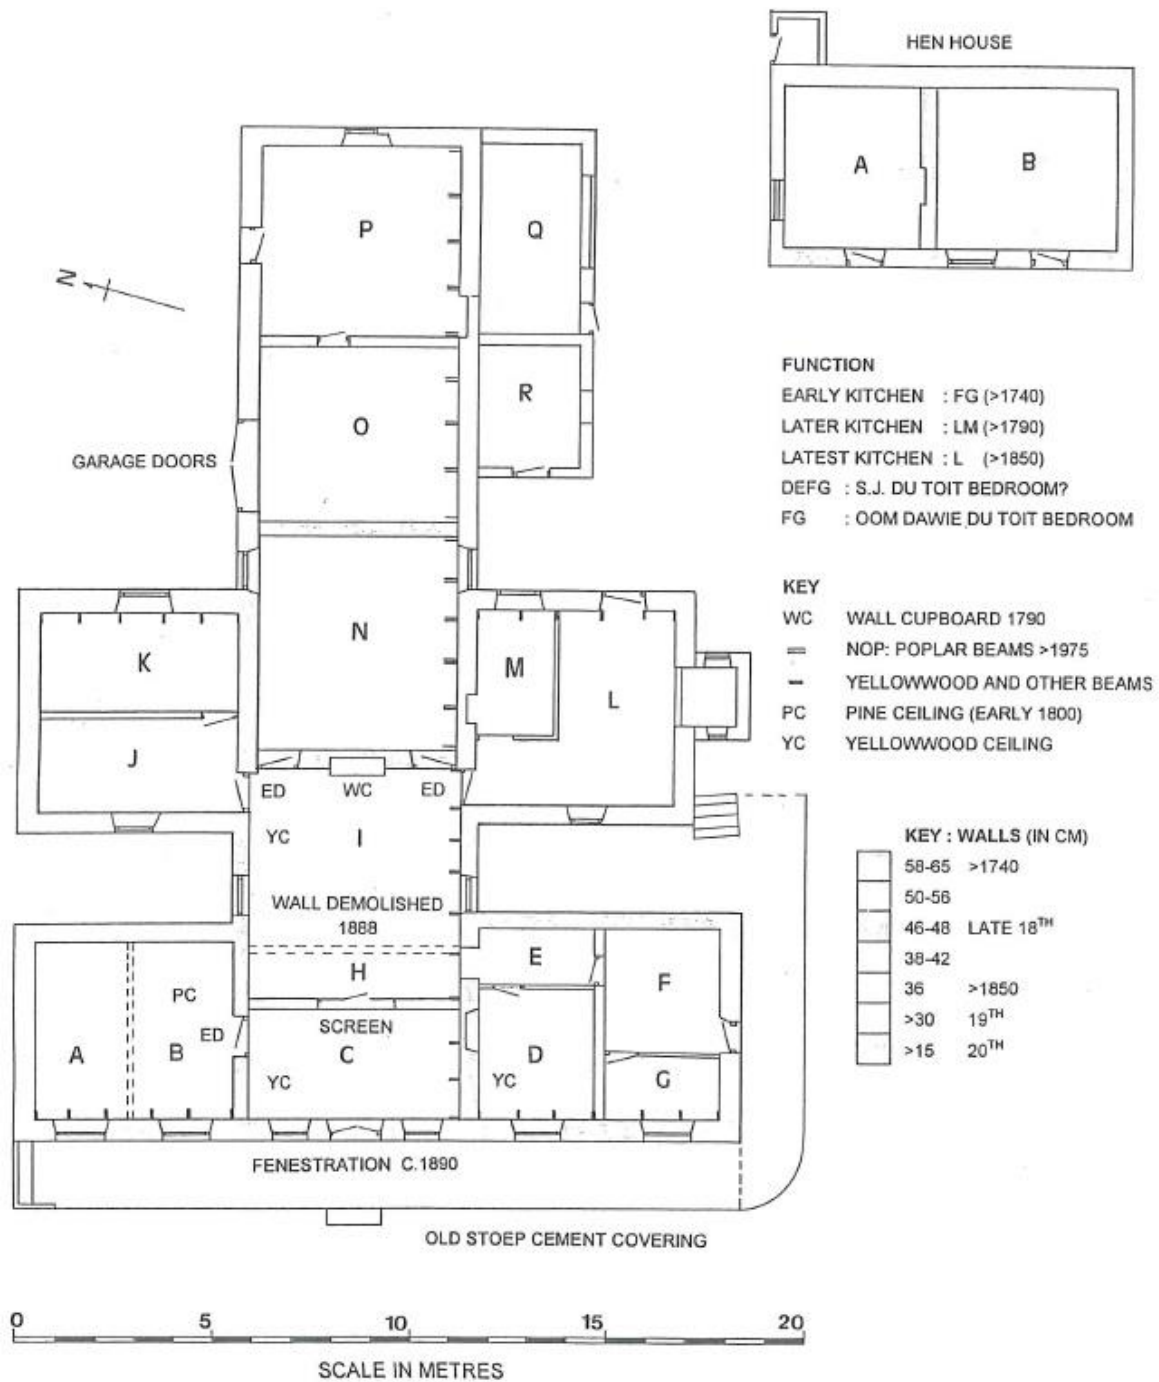 HEN HOUSE
A
B
P
Q
N
O
R
GARAGE DOORS
FUNCTION
EARLY KITCHEN : FG (>1740)
LATER KITCHEN : LM (>1790)
LATEST KITCHEN : L (>1850)
DEFG : S.J. DU TOIT BEDROOM?
FG : OOM DAWIE DU TOIT BEDROOM
KEY
WC WALL CUPBOARD 1790
NOP: POPLAR BEAMS >1975
YELLOWWOOD AND OTHER BEAMS
PC PINE CEILING (EARLY 1800)
YC YELLOWWOOD CEILING
N
K
M
L
J
ED WC ED
YC I
WALL DEMOLISHED
1888
H
E
F
PC
ED
SCREEN
A B C D
YC YC G
KEY : WALLS (IN CM)
58-65 >1740
50-56
46-48 LATE 18TH
38-42
36 >1850
>30 19TH
>15 20TH
FENESTRATION C.1890
OLD STOEP CEMENT COVERING
0 5 10 15 20
SCALE IN METRES